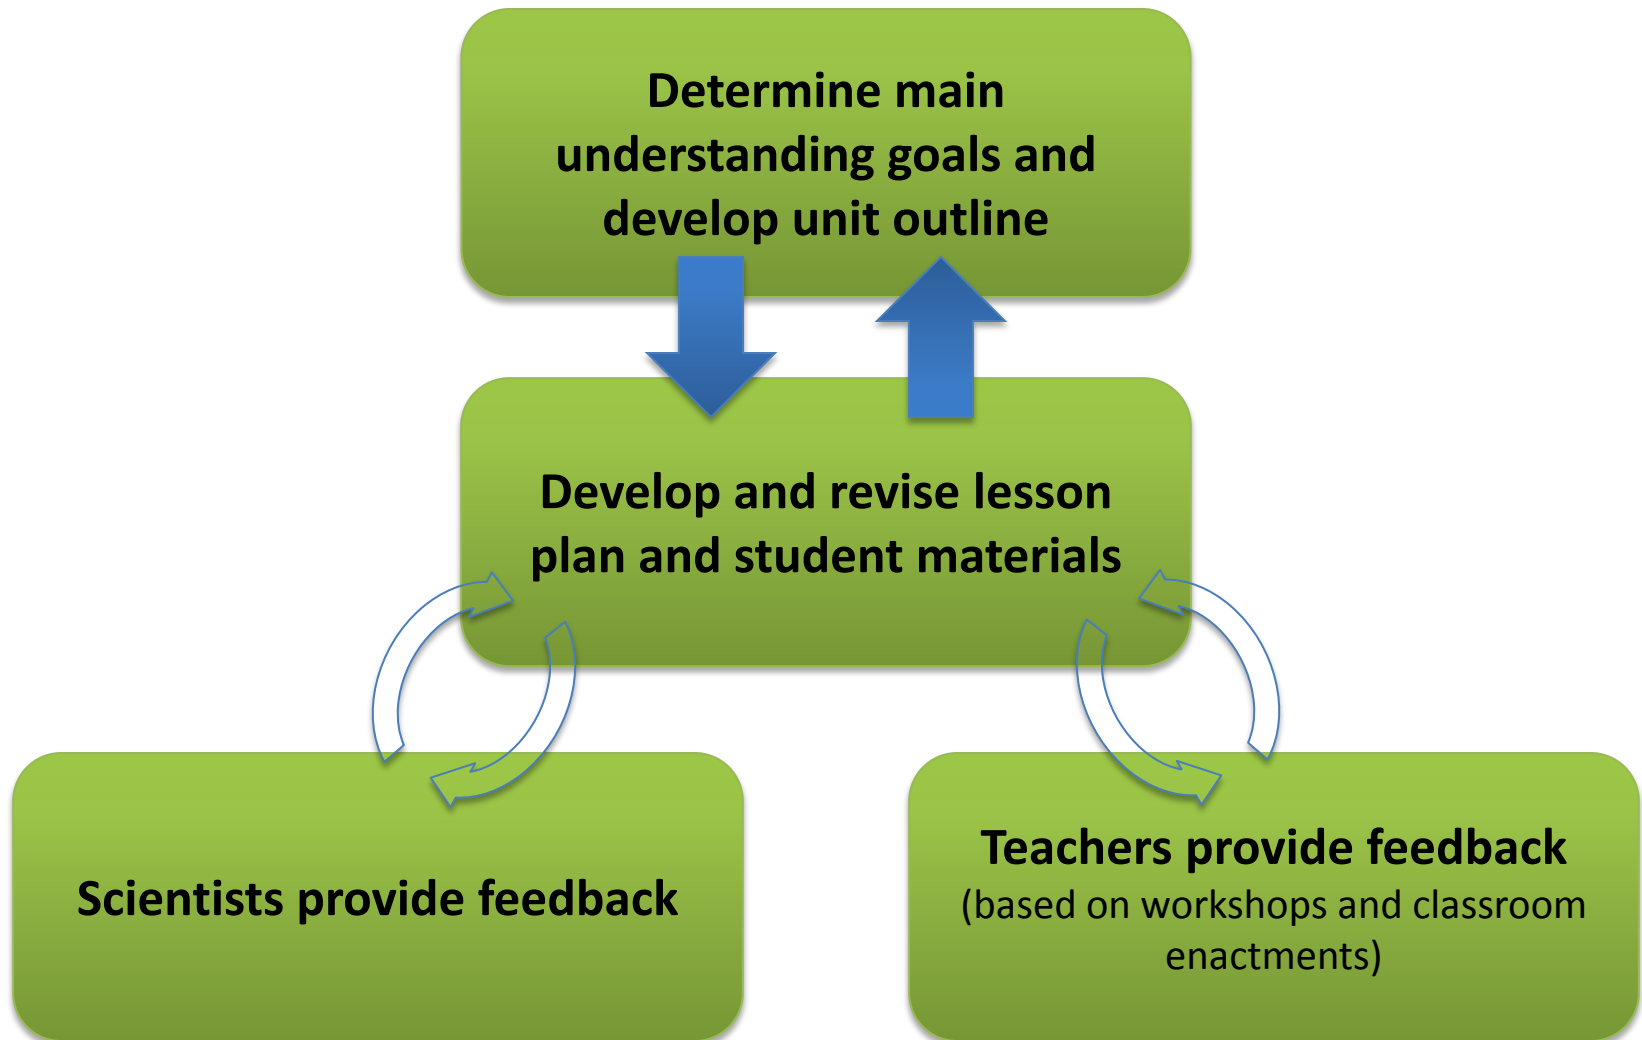 Determine main
understanding goals and
develop unit outline
Develop and revise lesson
plan and student materials
Scientists provide feedback
Teachers provide feedback
(based on workshops and classroom
enactments)